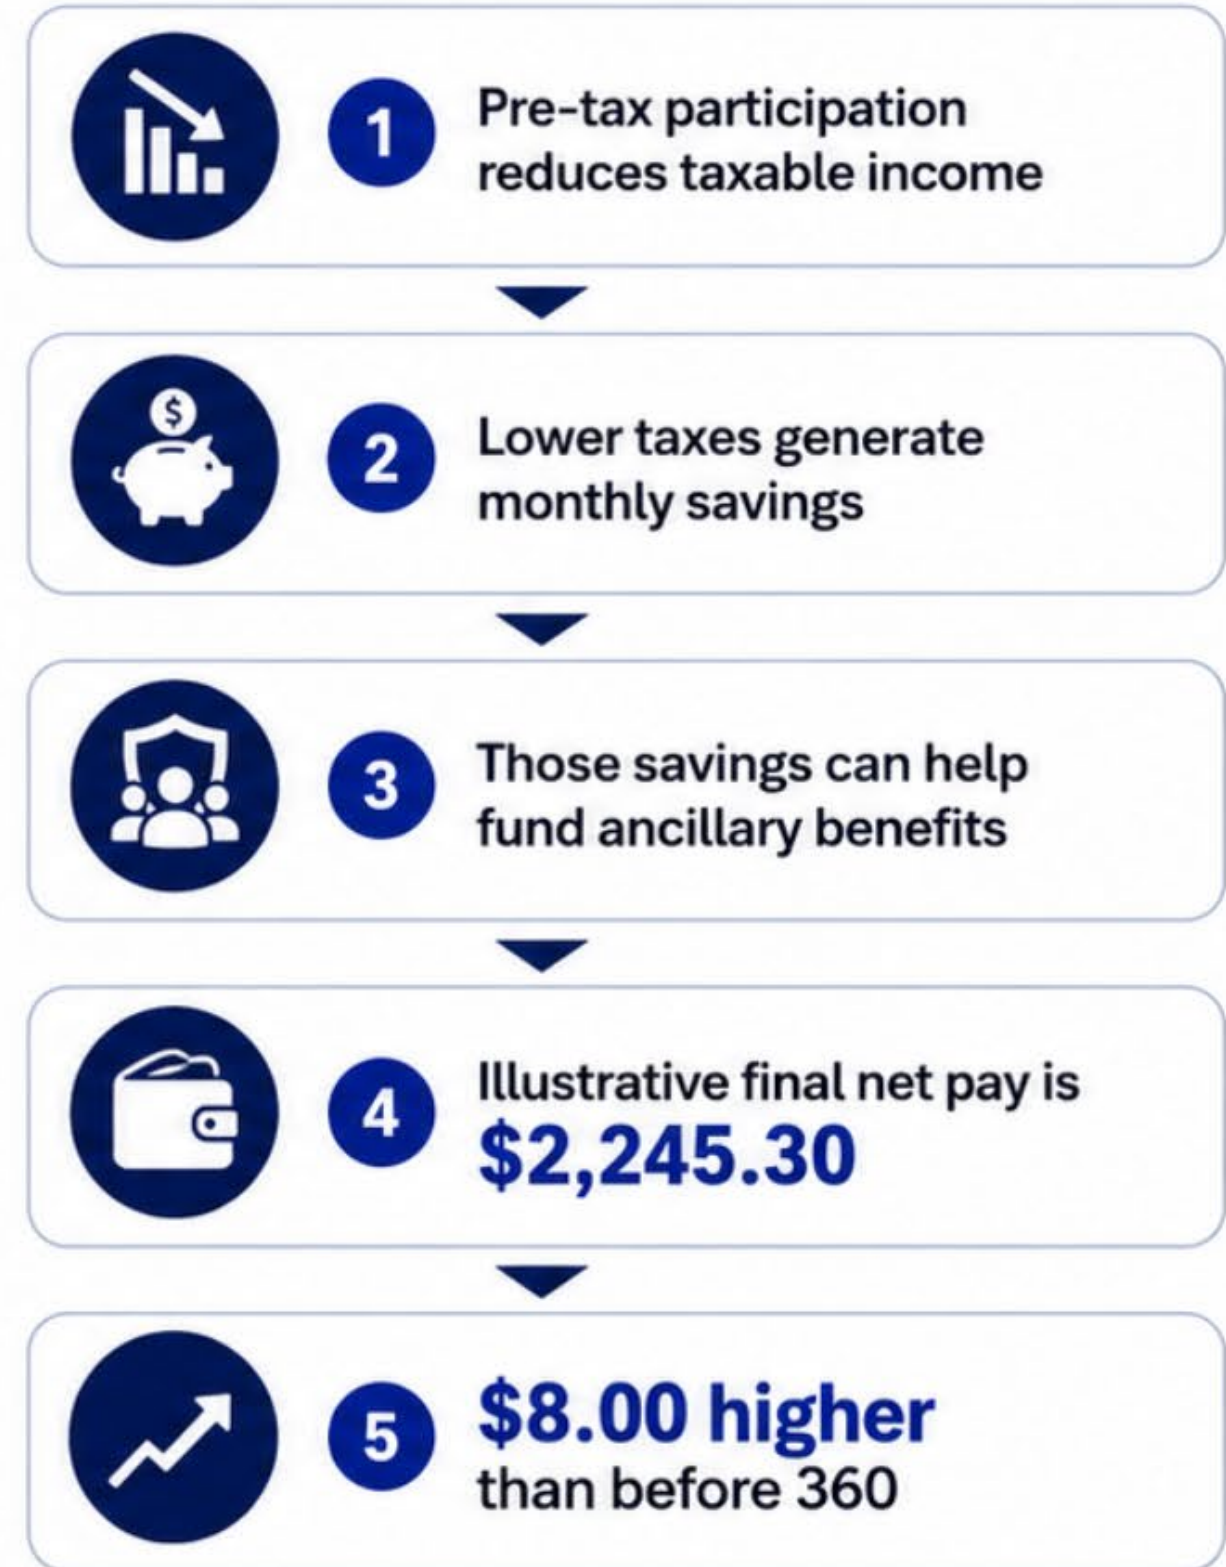 1
Pre-tax participation
reduces taxable income
$
2
Lower taxes generate
monthly savings
3
Those savings can help
fund ancillary benefits
4
Illustrative final net pay is
$2,245.30
5
$8.00 higher
than before 360